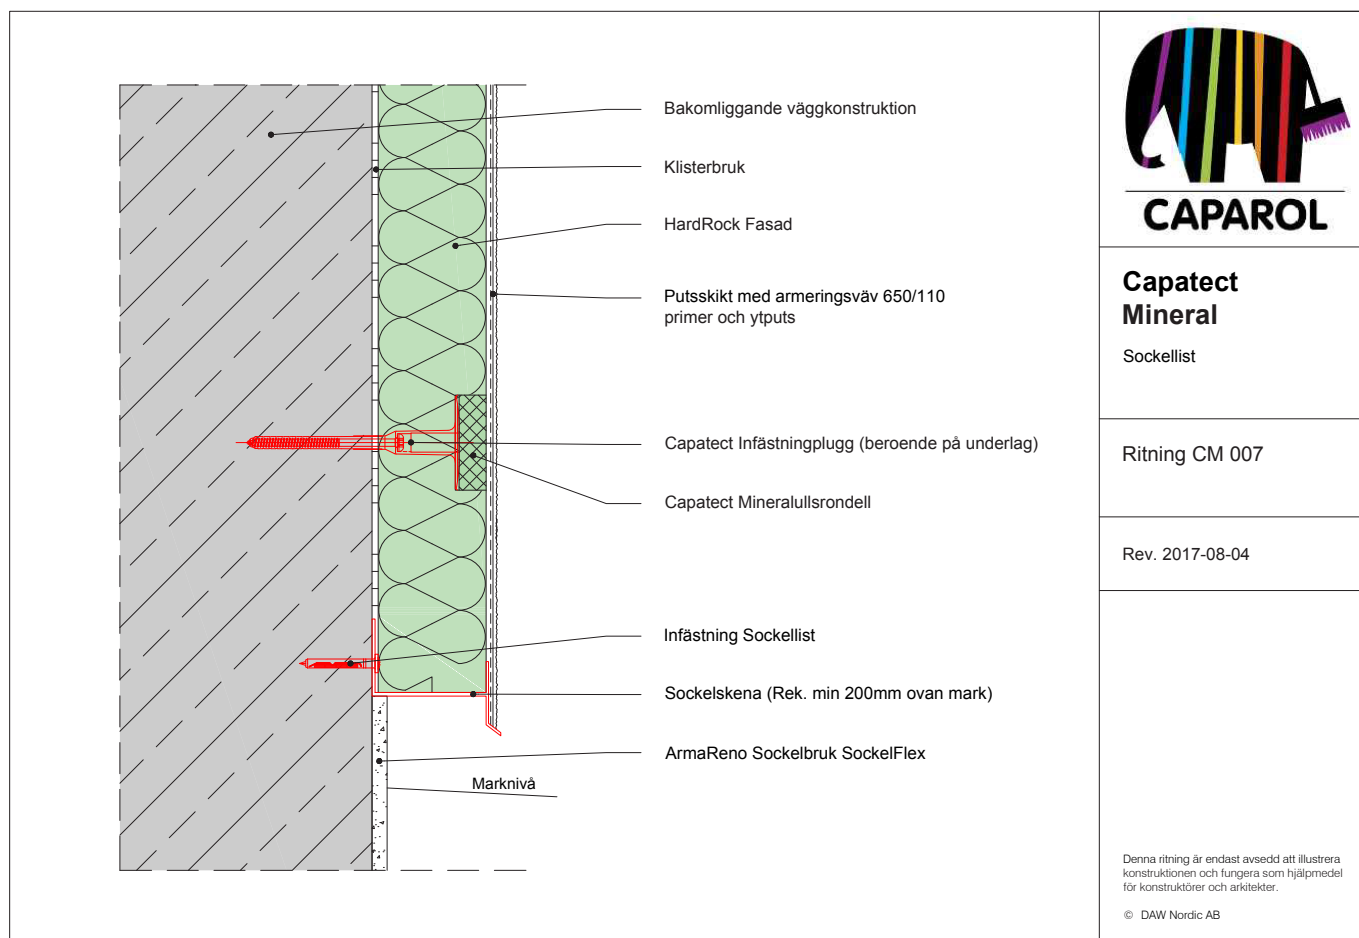 Bakomliggande väggkonstruktion
Klisterbruk
HardRock Fasad
Putsskikt med armeringsväv 650/110
primer och ytputs
Capatect Infästningplugg (beroende på underlag)
Capatect Mineralullsrondell
Infästning Sockellist
Sockelskena (Rek. min 200mm ovan mark)
ArmaReno Sockelbruk SockelFlex
Marknivå
CAPAROL
Capatect
Mineral
Sockellist
Ritning CM 007
Rev. 2017-08-04
Denna ritning är endast avsedd att illustrera
konstruktionen och fungera som hjälpmedel
för konstruktörer och arkitekter.
© DAW Nordic AB